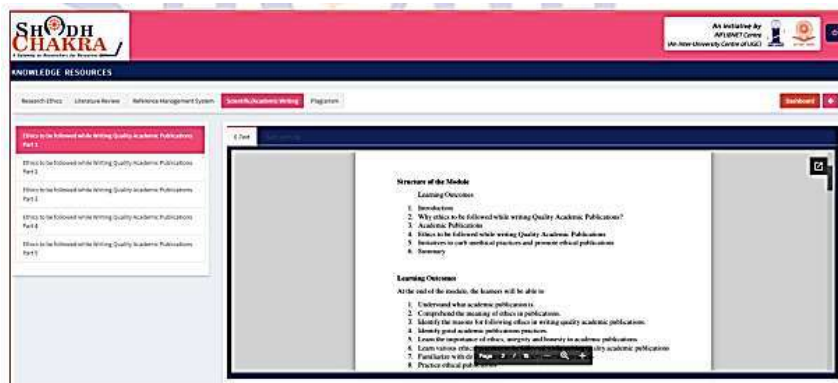 SHODH
CHAKRA
An Initiative by
INFLIBNET Centre
(An Inter-University Centre of UGC)
KNOWLEDGE RESOURCES
Research Ethics
Literature Review
Reference Management System
Scientific/Academic Writing
Plagiarism
Dashboard
Ethics to be followed while Writing Quality Academic Publications
Part 1
Ethics to be followed while Writing Quality Academic Publications
Part 2
Ethics to be followed while Writing Quality Academic Publications
Part 3
Ethics to be followed while Writing Quality Academic Publications
Part 4
Ethics to be followed while Writing Quality Academic Publications
Part 5
E-Text
Structure of the Module
Learning Outcomes
1. Introduction
2. Why ethics to be followed while writing Quality Academic Publications?
3. Academic Publications
4. Ethics to be followed while writing Quality Academic Publications
5. Initiatives to curb unethical practices and promote ethical publications
6. Summary
Learning Outcomes
At the end of the module, the learners will be able to
1. Understand what academic publication is.
2. Comprehend the meaning of ethics in publications.
3. Identify the reasons for following ethics in writing quality academic publications.
4. Identify good academic publications practices.
5. Learn the importance of ethics, integrity and honesty in academic publications.
6. Learn various ethical academic publications
7. Familiarize with
8. Practice ethical
Page 2 /